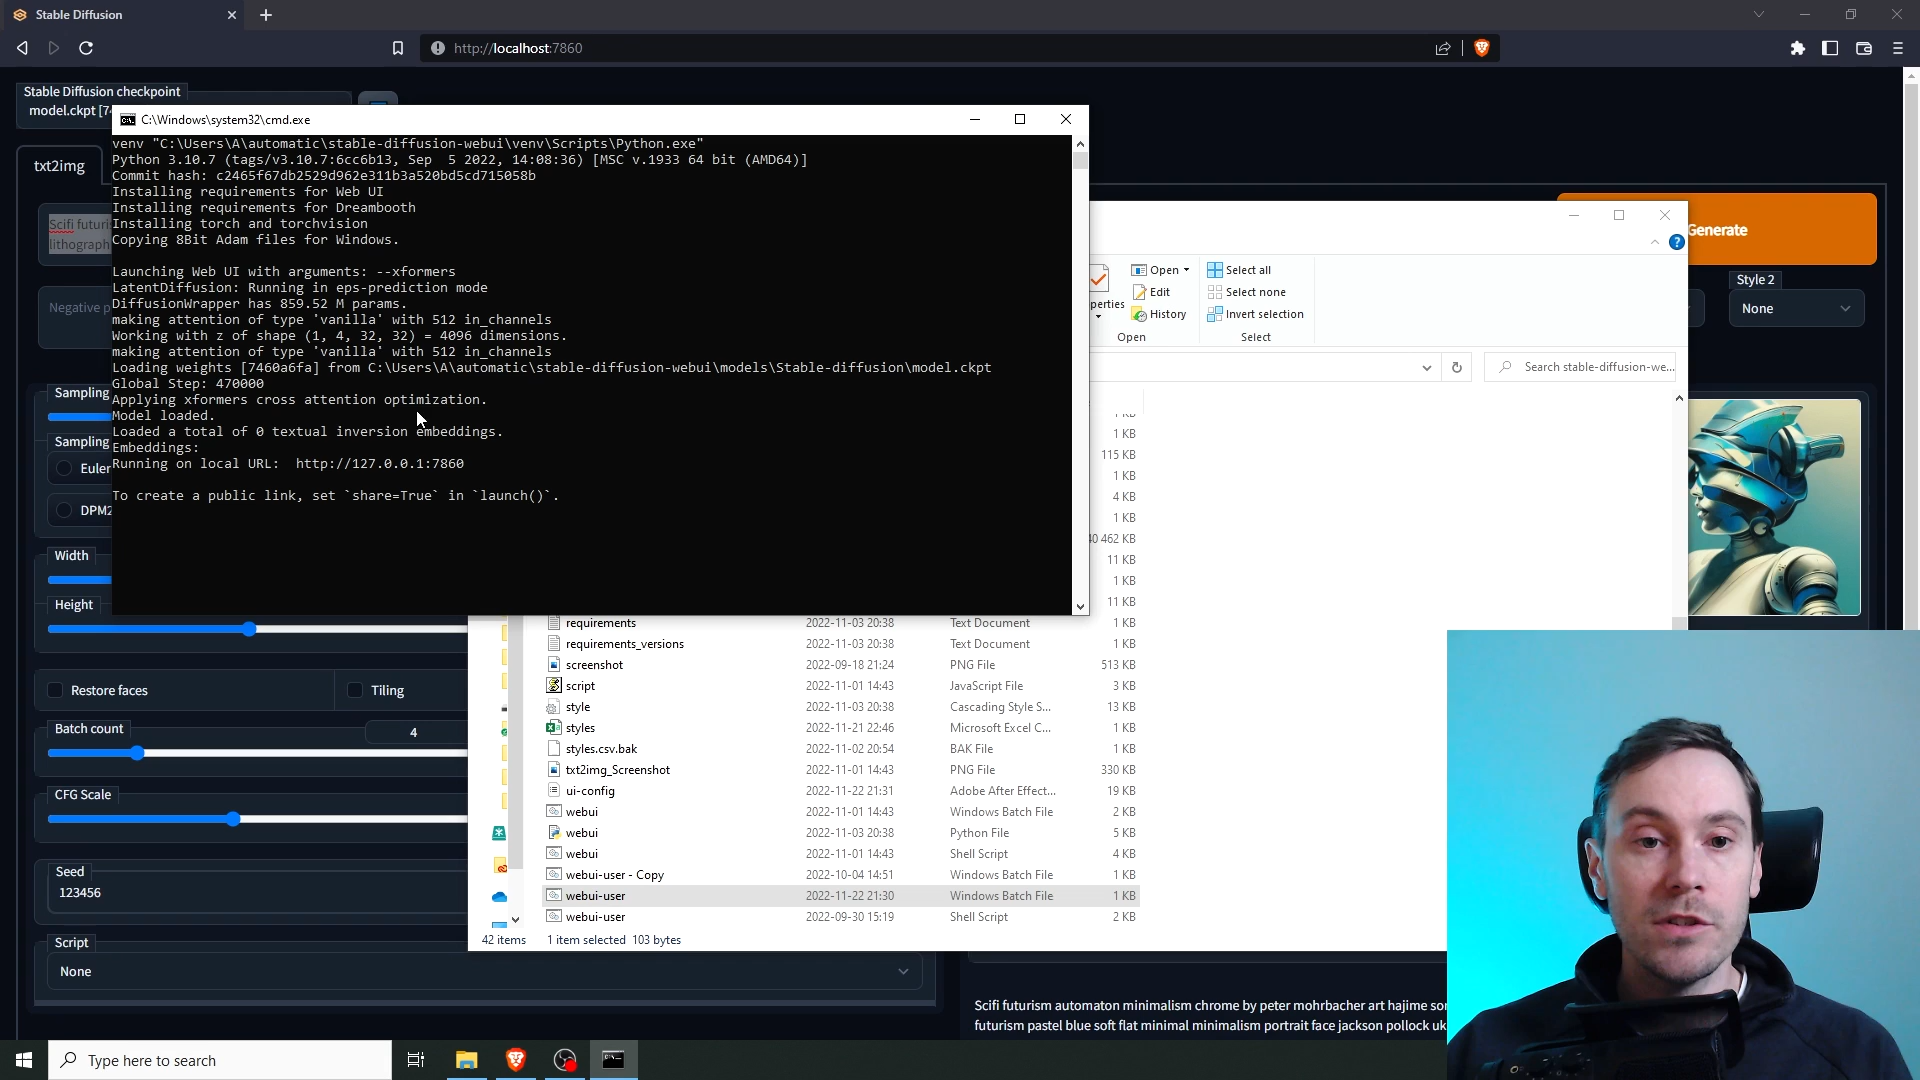 Stable Diffusion
http://localhost:7860
Stable Diffusion checkpoint
model.ckpt [74
txt2img
C:\Windows\system32\cmd.exe
venv "C:\Users\A\automatic\stable-diffusion-webui\venv\Scripts\Python.exe"
Python 3.10.7 (tags/v3.10.7:6cc6b13, Sep  5 2022, 14:08:36) [MSC v.1933 64 bit (AMD64)]
Commit hash: c2465f67db2529d962e311b3a520bd5cd715058b
Installing requirements for Web UI
Installing requirements for Dreambooth
Installing torch and torchvision
Copying 8Bit Adam files for Windows.
Launching Web UI with arguments: --xformers
LatentDiffusion: Running in eps-prediction mode
DiffusionWrapper has 859.52 M params.
making attention of type 'vanilla' with 512 in_channels
Working with z of shape (1, 4, 32, 32) = 4096 dimensions.
making attention of type 'vanilla' with 512 in_channels
Loading weights [7460a6fa] from C:\Users\A\automatic\stable-diffusion-webui\models\Stable-diffusion\model.ckpt
Global Step: 470000
Applying xformers cross attention optimization.
Model loaded.
Loaded a total of 0 textual inversion embeddings.
Embeddings:
Running on local URL:  http://127.0.0.1:7860
To create a public link, set `share=True` in `launch()`.
Scifi futuri
lithograph
Negative p
Sampling
Sampling
Euler
DPM2
Width
Height
Restore faces
Tiling
Batch count
4
CFG Scale
Seed
123456
Script
None
Generate
Style 2
None
perties
Open
Edit
History
Open
Select all
Select none
Invert selection
Select
Search stable-diffusion-we...
1 KB
1 KB
115 KB
1 KB
4 KB
1 KB
40 462 KB
11 KB
1 KB
11 KB
requirements 2022-11-03 20:38 Text Document 1 KB
requirements_versions 2022-11-03 20:38 Text Document 1 KB
screenshot 2022-09-18 21:24 PNG File 513 KB
script 2022-11-01 14:43 JavaScript File 3 KB
style 2022-11-03 20:38 Cascading Style S... 13 KB
styles 2022-11-21 22:46 Microsoft Excel C... 1 KB
styles.csv.bak 2022-11-02 20:54 BAK File 1 KB
txt2img_Screenshot 2022-11-01 14:43 PNG File 330 KB
ui-config 2022-11-22 21:31 Adobe After Effect... 19 KB
webui 2022-11-01 14:43 Windows Batch File 2 KB
webui 2022-11-03 20:38 Python File 5 KB
webui 2022-11-01 14:43 Shell Script 4 KB
webui-user - Copy 2022-10-04 14:51 Windows Batch File 1 KB
webui-user 2022-11-22 21:30 Windows Batch File 1 KB
webui-user 2022-09-30 15:19 Shell Script 2 KB
42 items 1 item selected 103 bytes
Scifi futurism automaton minimalism chrome by peter mohrbacher art hajime sor
futurism pastel blue soft flat minimal minimalism portrait face jackson pollock uk
Type here to search